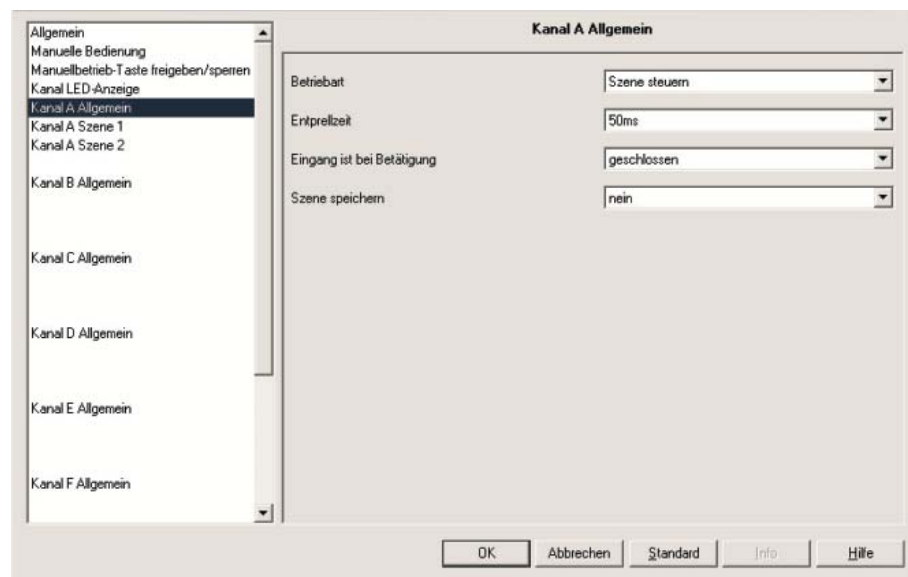 Allgemein
Manuelle Bedienung
Manuellbetrieb-Taste freigeben/sperren
Kanal LED-Anzeige
Kanal A Allgemein
Kanal A Szene 1
Kanal A Szene 2
Kanal B Allgemein
Kanal C Allgemein
Kanal D Allgemein
Kanal E Allgemein
Kanal F Allgemein
Kanal A Allgemein
Betriebart Szene steuern
Entprellzeit 50ms
Eingang ist bei Betätigung geschlossen
Szene speichern nein
OK Abbrechen Standard Info Hilfe